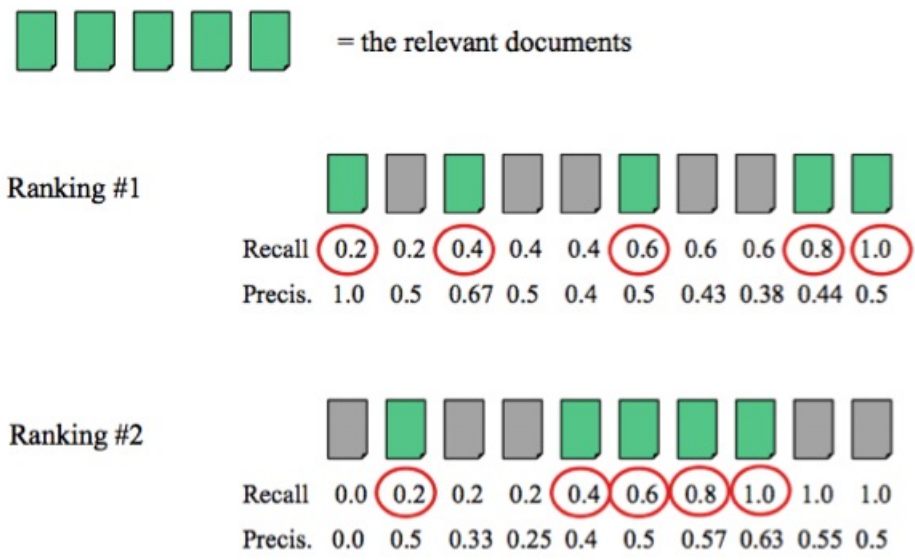 = the relevant documents
Ranking #1
Recall 0.2 0.2 0.4 0.4 0.4 0.6 0.6 0.6 0.8 1.0
Precis. 1.0 0.5 0.67 0.5 0.4 0.5 0.43 0.38 0.44 0.5
Ranking #2
Recall 0.0 0.2 0.2 0.2 0.4 0.6 0.8 1.0 1.0 1.0
Precis. 0.0 0.5 0.33 0.25 0.4 0.5 0.57 0.63 0.55 0.5